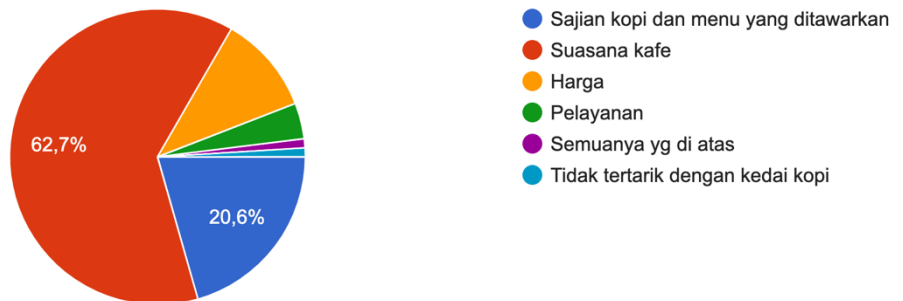 Sajian kopi dan menu yang ditawarkan
Suasana kafe
Harga
Pelayanan
Semuanya yg di atas
Tidak tertarik dengan kedai kopi
62,7%
20,6%